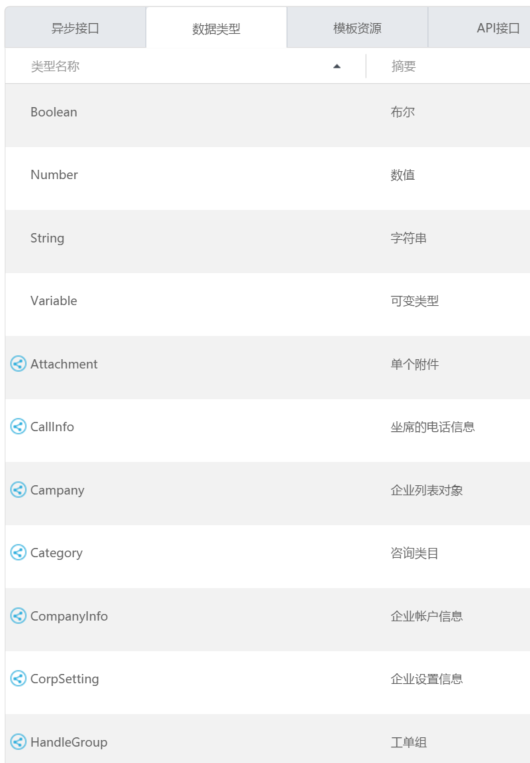 异步接口 数据类型 模板资源 API接口
类型名称 摘要
Boolean 布尔
Number 数值
String 字符串
Variable 可变类型
Attachment 单个附件
CallInfo 坐席的电话信息
Campany 企业列表对象
Category 咨询类目
CompanyInfo 企业帐户信息
CorpSetting 企业设置信息
HandleGroup 工单组